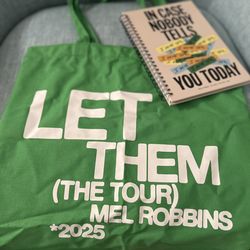 LET
THEM
(THE TOUR)
MEL ROBBINS
*2025
IN CASE
NOBODY
TELLS
YOU TODAY